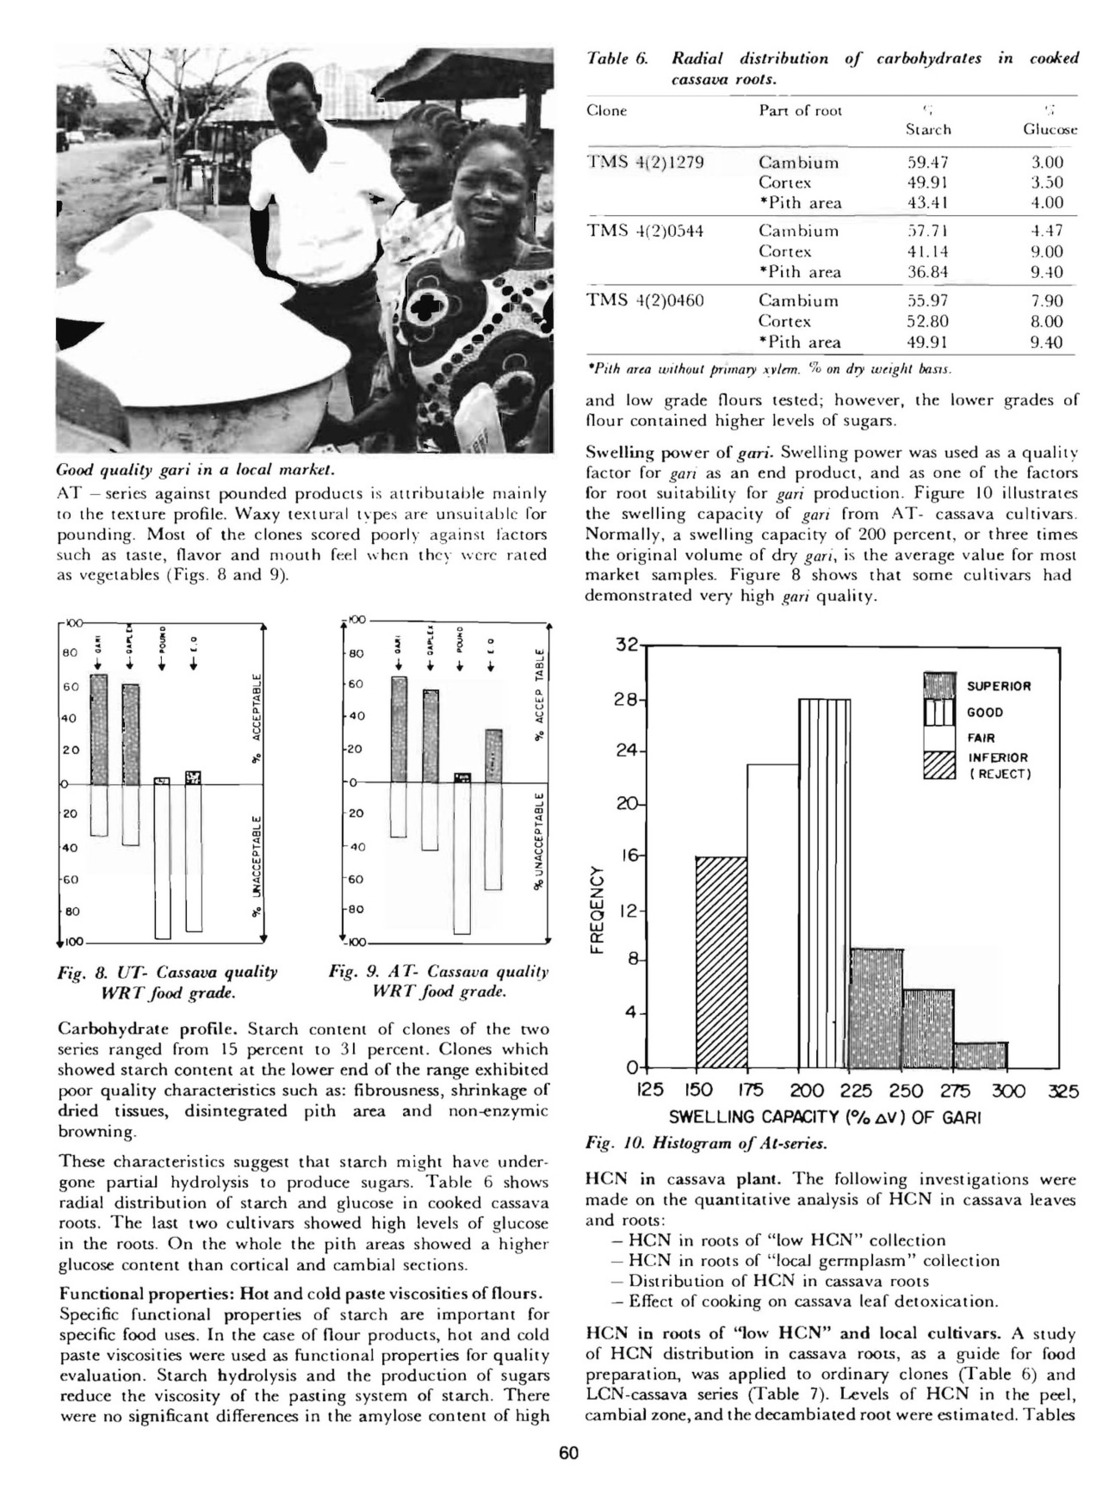 Good quality gari in a local market.
AT – series against pounded products is attributable mainly
to the texture profile. Waxy textural types are unsuitable for
pounding. Most of the clones scored poorly against factors
such as taste, flavor and mouth feel when they were rated
as vegetables (Figs. 8 and 9).
100
80
60
40
20
0
20
40
60
80
100
GARI
GAPLEK
POUND
E.Q
% ACCEPTABLE
% UNACCEPTABLE
Fig. 8. UT- Cassava quality
WRT food grade.
100
80
60
40
20
0
20
40
60
80
100
GARI
GAPLEK
POUND
E Q
% ACCEP TABLE
% UNACCEPTABLE
Fig. 9. AT- Cassava quality
WRT food grade.
Carbohydrate profile. Starch content of clones of the two
series ranged from 15 percent to 31 percent. Clones which
showed starch content at the lower end of the range exhibited
poor quality characteristics such as: fibrousness, shrinkage of
dried tissues, disintegrated pith area and non-enzymic
browning.
These characteristics suggest that starch might have under-
gone partial hydrolysis to produce sugars. Table 6 shows
radial distribution of starch and glucose in cooked cassava
roots. The last two cultivars showed high levels of glucose
in the roots. On the whole the pith areas showed a higher
glucose content than cortical and cambial sections.
Functional properties: Hot and cold paste viscosities of flours.
Specific functional properties of starch are important for
specific food uses. In the case of flour products, hot and cold
paste viscosities were used as functional properties for quality
evaluation. Starch hydrolysis and the production of sugars
reduce the viscosity of the pasting system of starch. There
were no significant differences in the amylose content of high
Table 6. Radial distribution of carbohydrates in cooked
cassava roots.
Clone Part of root % %
Starch Glucose
TMS 4(2)1279 Cambium 59.47 3.00
Cortex 49.91 3.50
*Pith area 43.41 4.00
TMS 4(2)0544 Cambium 57.71 4.47
Cortex 41.14 9.00
*Pith area 36.84 9.40
TMS 4(2)0460 Cambium 55.97 7.90
Cortex 52.80 8.00
*Pith area 49.91 9.40
*Pith area without primary xylem. % on dry weight basis.
and low grade flours tested; however, the lower grades of
flour contained higher levels of sugars.
Swelling power of gari. Swelling power was used as a quality
factor for gari as an end product, and as one of the factors
for root suitability for gari production. Figure 10 illustrates
the swelling capacity of gari from AT- cassava cultivars.
Normally, a swelling capacity of 200 percent, or three times
the original volume of dry gari, is the average value for most
market samples. Figure 8 shows that some cultivars had
demonstrated very high gari quality.
32
28
24
20
16
12
8
4
0
FREQENCY
SUPERIOR
GOOD
FAIR
INFERIOR
( REJECT)
125 150 175 200 225 250 275 300 325
SWELLING CAPACITY (% ΔV) OF GARI
Fig. 10. Histogram of At-series.
HCN in cassava plant. The following investigations were
made on the quantitative analysis of HCN in cassava leaves
and roots:
– HCN in roots of “low HCN” collection
– HCN in roots of “local germplasm” collection
– Distribution of HCN in cassava roots
– Effect of cooking on cassava leaf detoxication.
HCN in roots of “low HCN” and local cultivars. A study
of HCN distribution in cassava roots, as a guide for food
preparation, was applied to ordinary clones (Table 6) and
LCN-cassava series (Table 7). Levels of HCN in the peel,
cambial zone, and the decambiated root were estimated. Tables
60